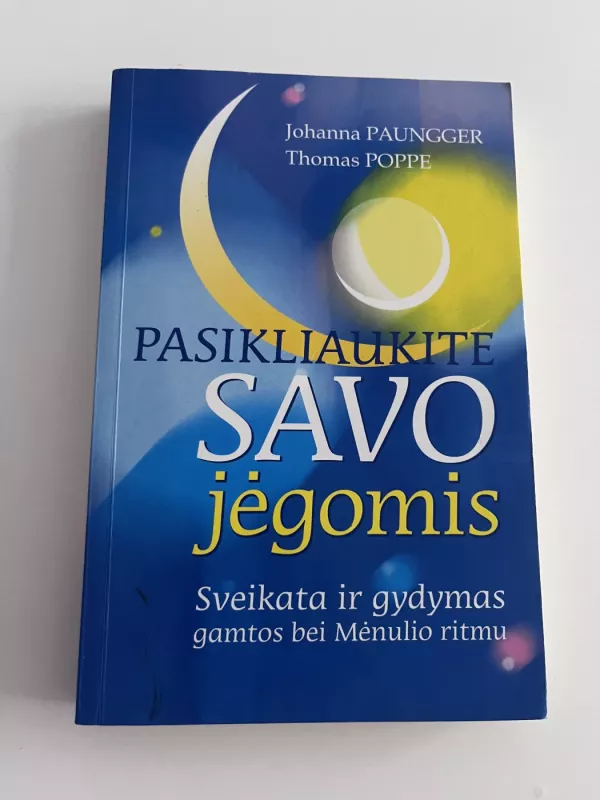 Johanna PAUNGGER
Thomas POPPE
PASIKLIAUKITE
SAVO
jėgomis
Sveikata ir gydymas
gamtos bei Mėnulio ritmu